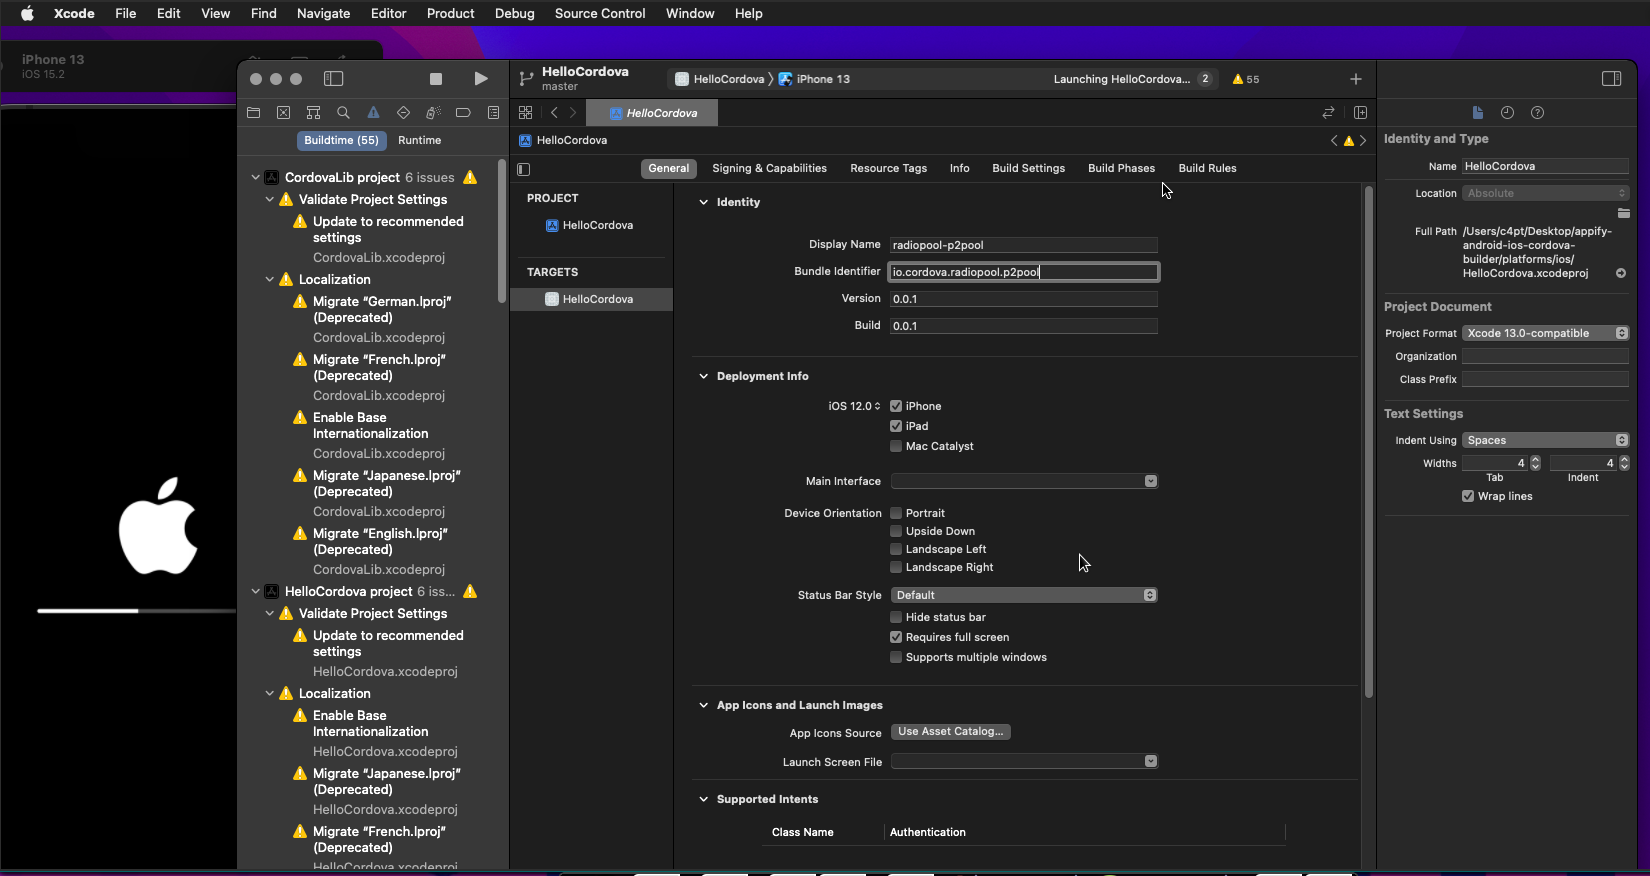 Xcode File Edit View Find Navigate Editor Product Debug Source Control Window Help
iPhone 13
iOS 15.2
HelloCordova
master
HelloCordova
iPhone 13
Launching HelloCordova...
2
55
HelloCordova
Buildtime (55)
Runtime
HelloCordova
CordovaLib project 6 issues
Validate Project Settings
Update to recommended
settings
CordovaLib.xcodeproj
Localization
Migrate “German.lproj”
(Deprecated)
CordovaLib.xcodeproj
Migrate “French.lproj”
(Deprecated)
CordovaLib.xcodeproj
Enable Base
Internationalization
CordovaLib.xcodeproj
Migrate “Japanese.lproj”
(Deprecated)
CordovaLib.xcodeproj
Migrate “English.lproj”
(Deprecated)
CordovaLib.xcodeproj
HelloCordova project 6 iss...
Validate Project Settings
Update to recommended
settings
HelloCordova.xcodeproj
Localization
Enable Base
Internationalization
HelloCordova.xcodeproj
Migrate “Japanese.lproj”
(Deprecated)
HelloCordova.xcodeproj
Migrate “French.lproj”
(Deprecated)
HelloCordova.xcodeproj
General Signing & Capabilities Resource Tags Info Build Settings Build Phases Build Rules
PROJECT
HelloCordova
TARGETS
HelloCordova
Identity
Display Name radiopool-p2pool
Bundle Identifier io.cordova.radiopool.p2pool
Version 0.0.1
Build 0.0.1
Deployment Info
iOS 12.0 iPhone
iPad
Mac Catalyst
Main Interface
Device Orientation Portrait
Upside Down
Landscape Left
Landscape Right
Status Bar Style Default
Hide status bar
Requires full screen
Supports multiple windows
App Icons and Launch Images
App Icons Source Use Asset Catalog...
Launch Screen File
Supported Intents
Class Name Authentication
Identity and Type
Name HelloCordova
Location Absolute
Full Path /Users/c4pt/Desktop/appify-
android-ios-cordova-
builder/platforms/ios/
HelloCordova.xcodeproj
Project Document
Project Format Xcode 13.0-compatible
Organization
Class Prefix
Text Settings
Indent Using Spaces
Widths 4 4
Tab Indent
Wrap lines